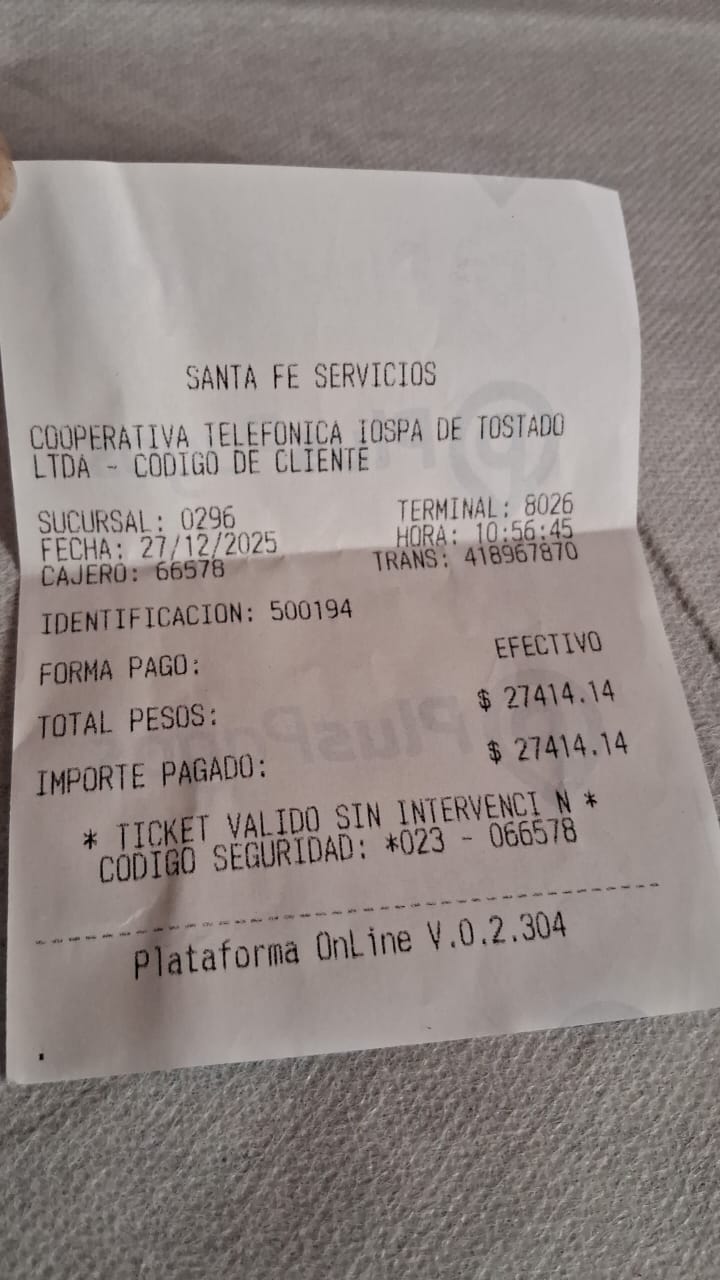 SANTA FE SERVICIOS
COOPERATIVA TELEFONICA IOSPA DE TOSTADO
LTDA - CODIGO DE CLIENTE
SUCURSAL: 0296 TERMINAL: 8026
FECHA: 27/12/2025 HORA: 10:56:45
CAJERO: 66578 TRANS: 418967870
IDENTIFICACION: 500194
FORMA PAGO: EFECTIVO
TOTAL PESOS: $ 27414.14
IMPORTE PAGADO: $ 27414.14
* TICKET VALIDO SIN INTERVENCI N *
CODIGO SEGURIDAD: *023 - 066578
Plataforma OnLine V.0.2.304